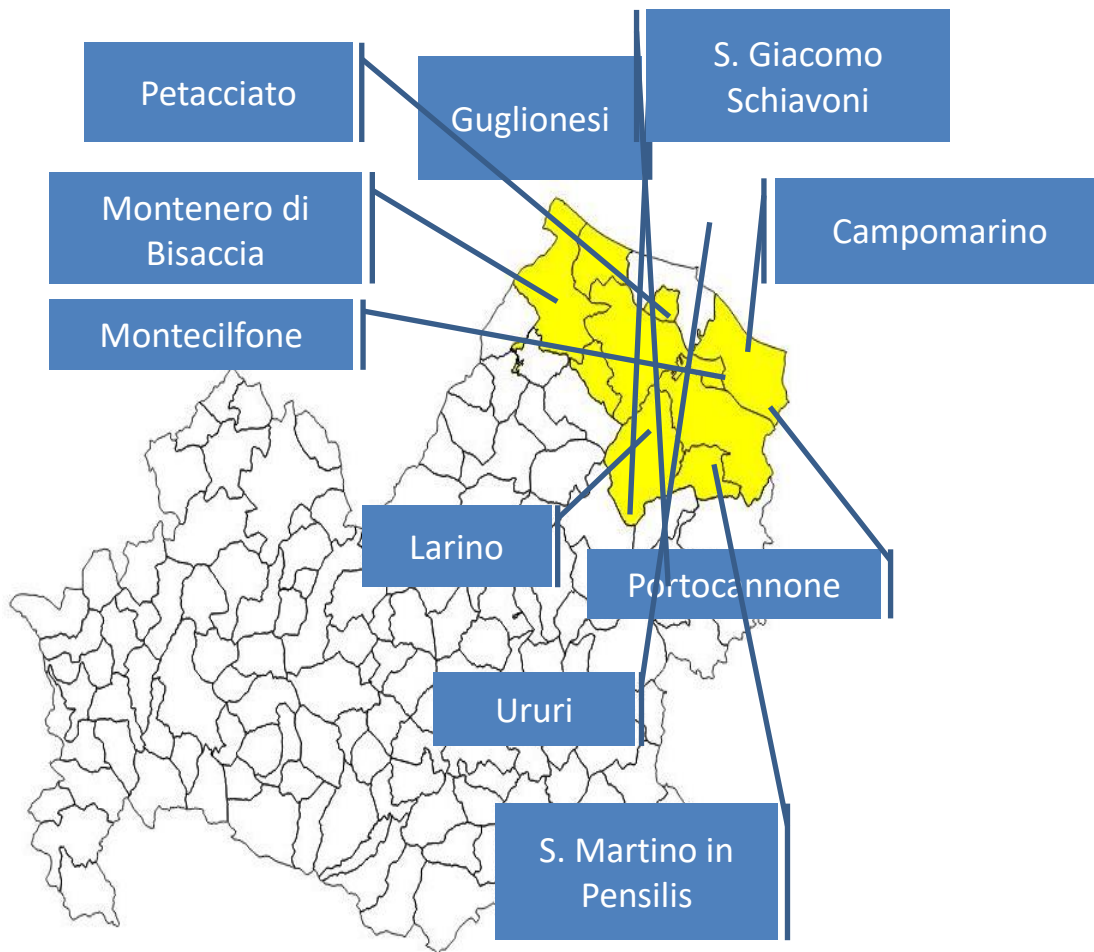 S. Giacomo
Schiavoni
Petacciato
Guglionesi
Montenero di
Bisaccia
Campomarino
Montecilfone
Larino
Portocannone
Ururi
S. Martino in
Pensilis